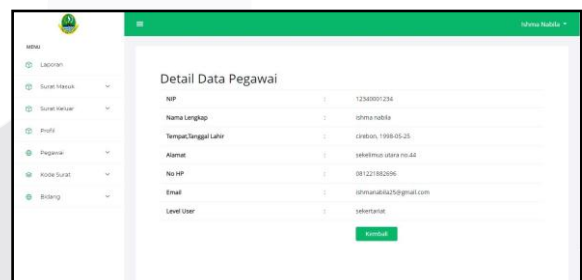 Ishma Nabila
MENU
Laporan
Surat Masuk
Surat Keluar
Profil
Pegawai
Kode Surat
Bidang
Detail Data Pegawai
NIP : 12340001234
Nama Lengkap : ishma nabila
Tempat,Tanggal Lahir : cirebon, 1998-05-25
Alamat : sekelimus utara no.44
No HP : 081221882696
Email : ishmanabila25@gmail.com
Level User : sekertariat
Kembali